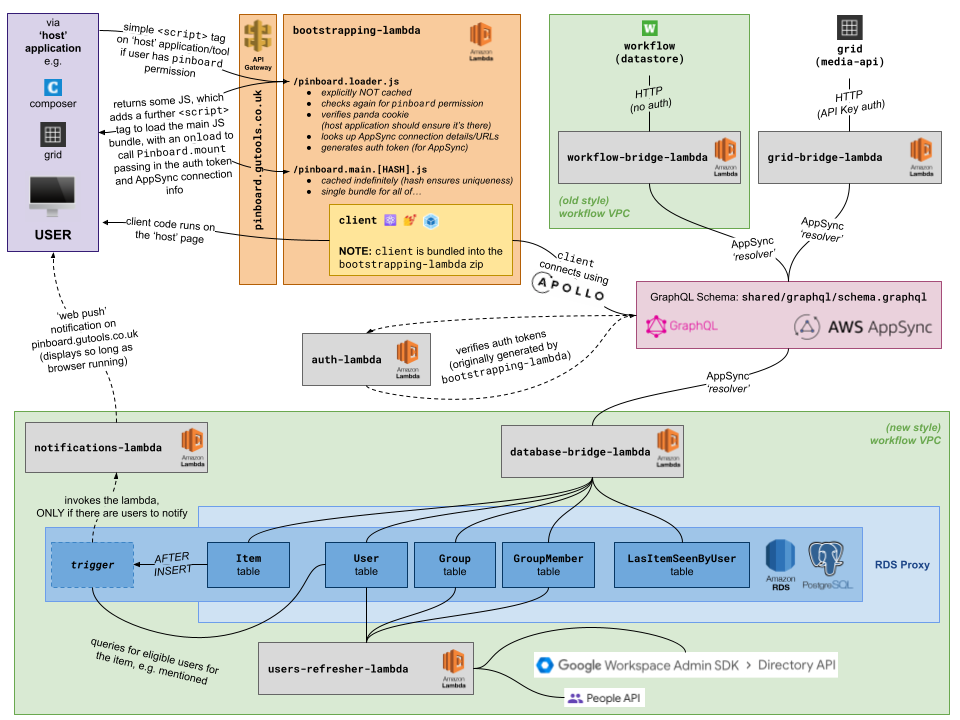 via
‘host’
application
e.g.
composer
grid
USER
simple <script> tag
on ‘host’ application/tool
if user has pinboard
permission
returns some JS, which
adds a further <script>
tag to load the main JS
bundle, with an onload to
call Pinboard.mount
passing in the auth token
and AppSync connection
info
client code runs on
the ‘host’ page
API
Gateway
pinboard.gutools.co.uk
bootstrapping-lambda
Amazon
Lambda
/pinboard.loader.js
● explicitly NOT cached
● checks again for pinboard permission
● verifies panda cookie
(host application should ensure it’s there)
● looks up AppSync connection details/URLs
● generates auth token (for AppSync)
/pinboard.main.[HASH].js
● cached indefinitely (hash ensures uniqueness)
● single bundle for all of…
client
NOTE: client is bundled into the
bootstrapping-lambda zip
client
connects using
APOLLO
W
workflow
(datastore)
HTTP
(no auth)
workflow-bridge-lambda
Amazon
Lambda
(old style)
workflow VPC
grid
(media-api)
HTTP
(API Key auth)
grid-bridge-lambda
Amazon
Lambda
AppSync
‘resolver’
AppSync
‘resolver’
GraphQL Schema: shared/graphql/schema.graphql
GraphQL
AWS AppSync
auth-lambda
Amazon
Lambda
verifies auth tokens
(originally generated by
bootstrapping-lambda)
AppSync
‘resolver’
‘web push’
notification on
pinboard.gutools.co.uk
(displays so long as
browser running)
(new style)
workflow VPC
notifications-lambda
Amazon
Lambda
database-bridge-lambda
Amazon
Lambda
invokes the lambda,
ONLY if there are users to notify
trigger
AFTER
INSERT
Item
table
User
table
Group
table
GroupMember
table
LasItemSeenByUser
table
Amazon
RDS
PostgreSQL
RDS Proxy
queries for eligible users for
the item, e.g. mentioned
users-refresher-lambda
Amazon
Lambda
Google Workspace Admin SDK > Directory API
People API